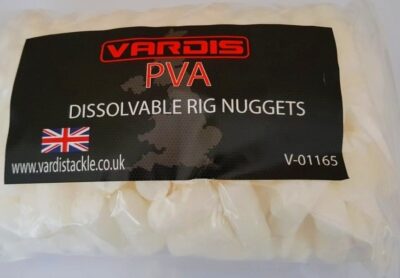 VARDIS
PVA
DISSOLVABLE RIG NUGGETS
www.vardistackle.co.uk
V-01165